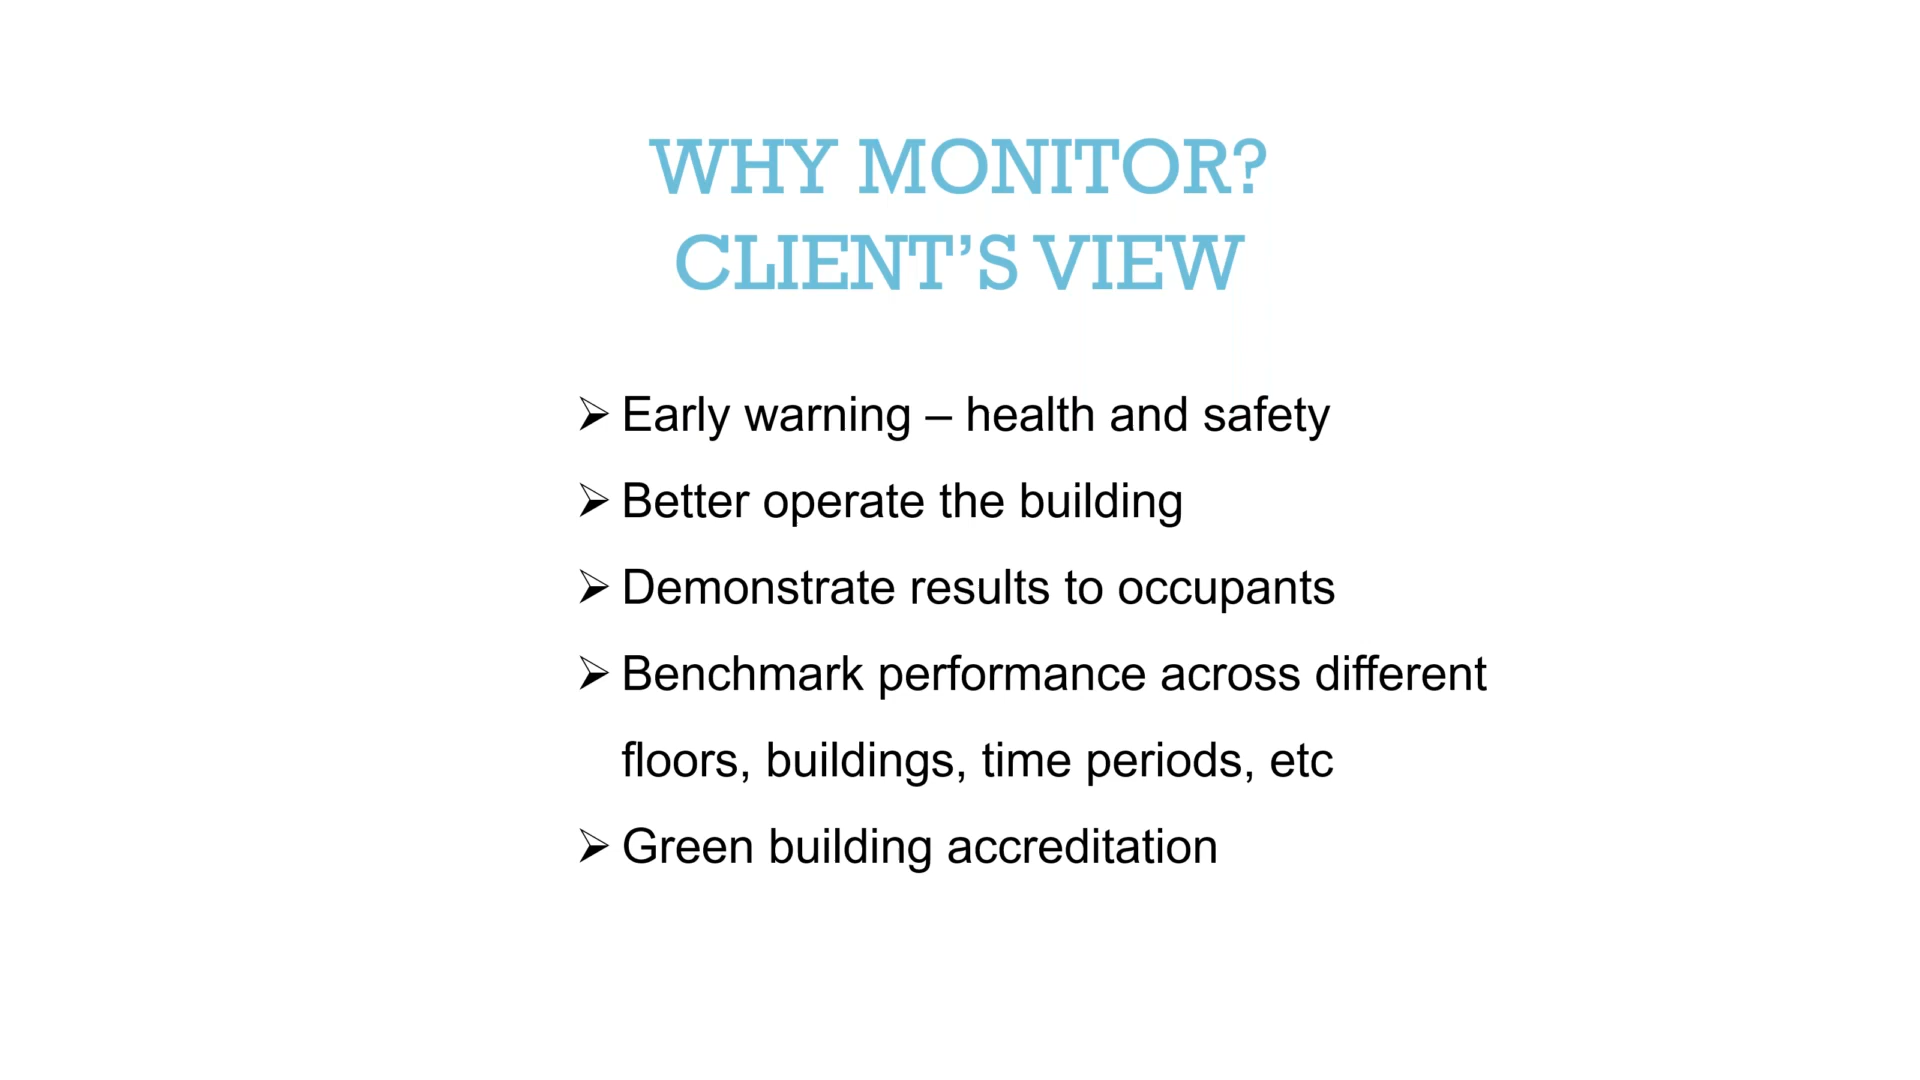 WHY MONITOR?
CLIENT’S VIEW
➢ Early warning – health and safety
➢ Better operate the building
➢ Demonstrate results to occupants
➢ Benchmark performance across different
floors, buildings, time periods, etc
➢ Green building accreditation